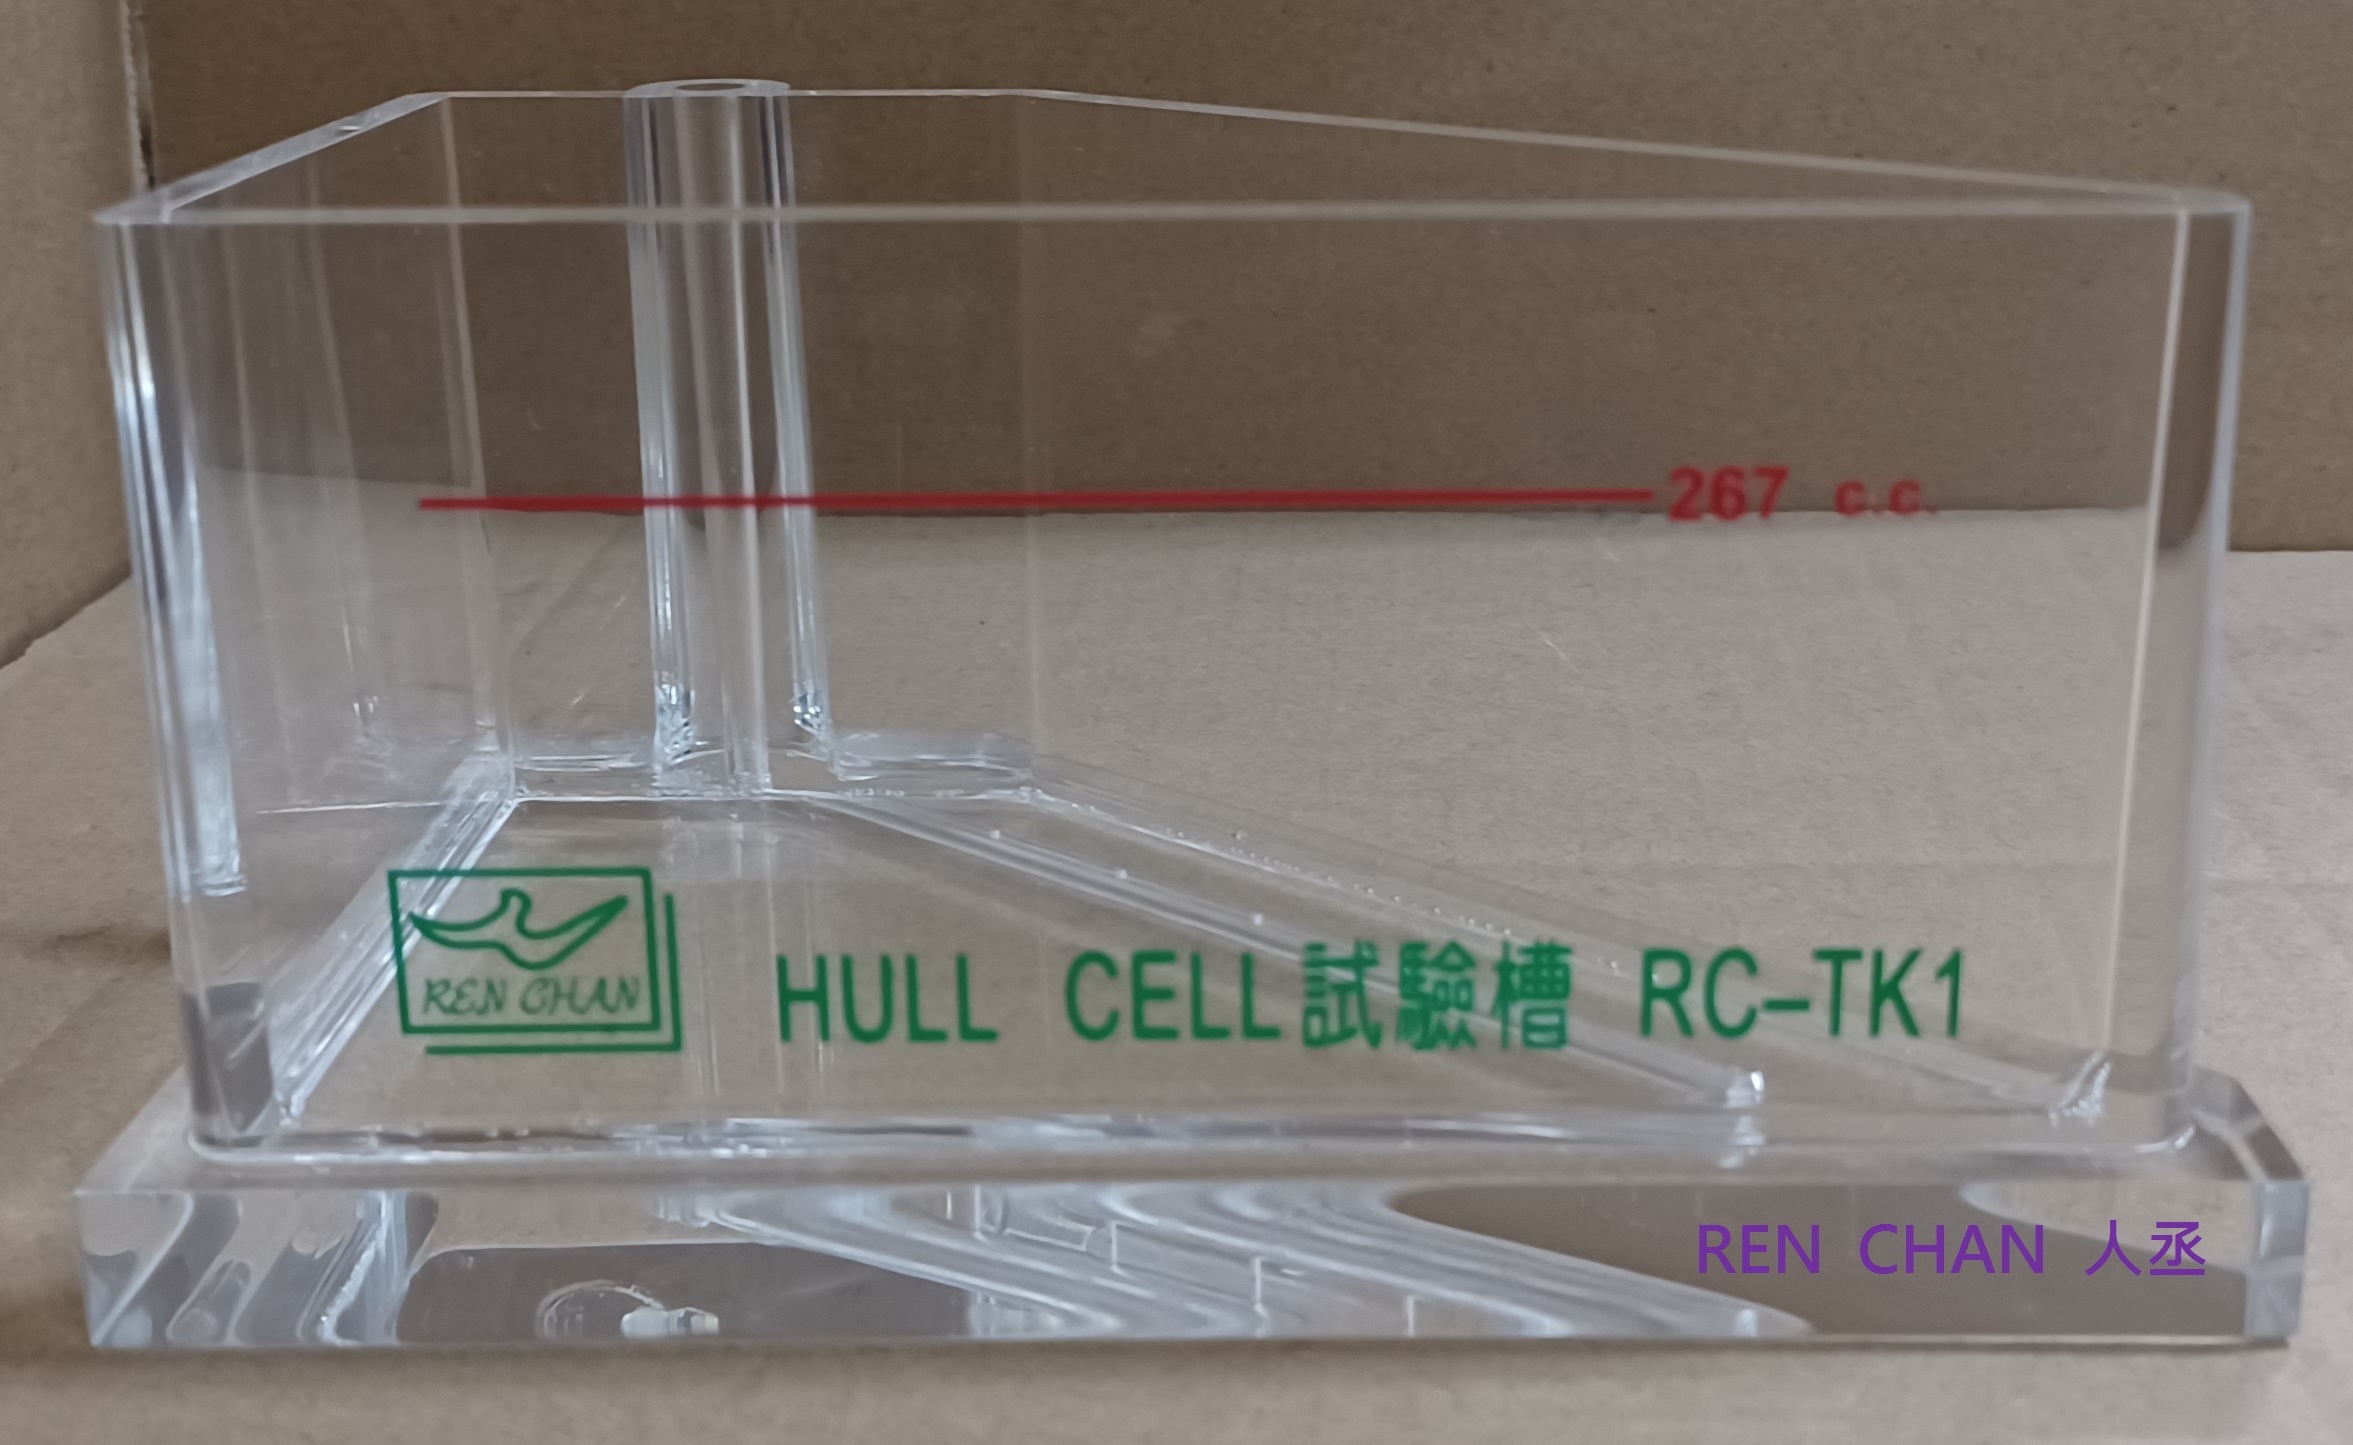 267 c.c.
REN CHAN
HULL CELL試驗槽 RC-TK1
REN CHAN 人丞